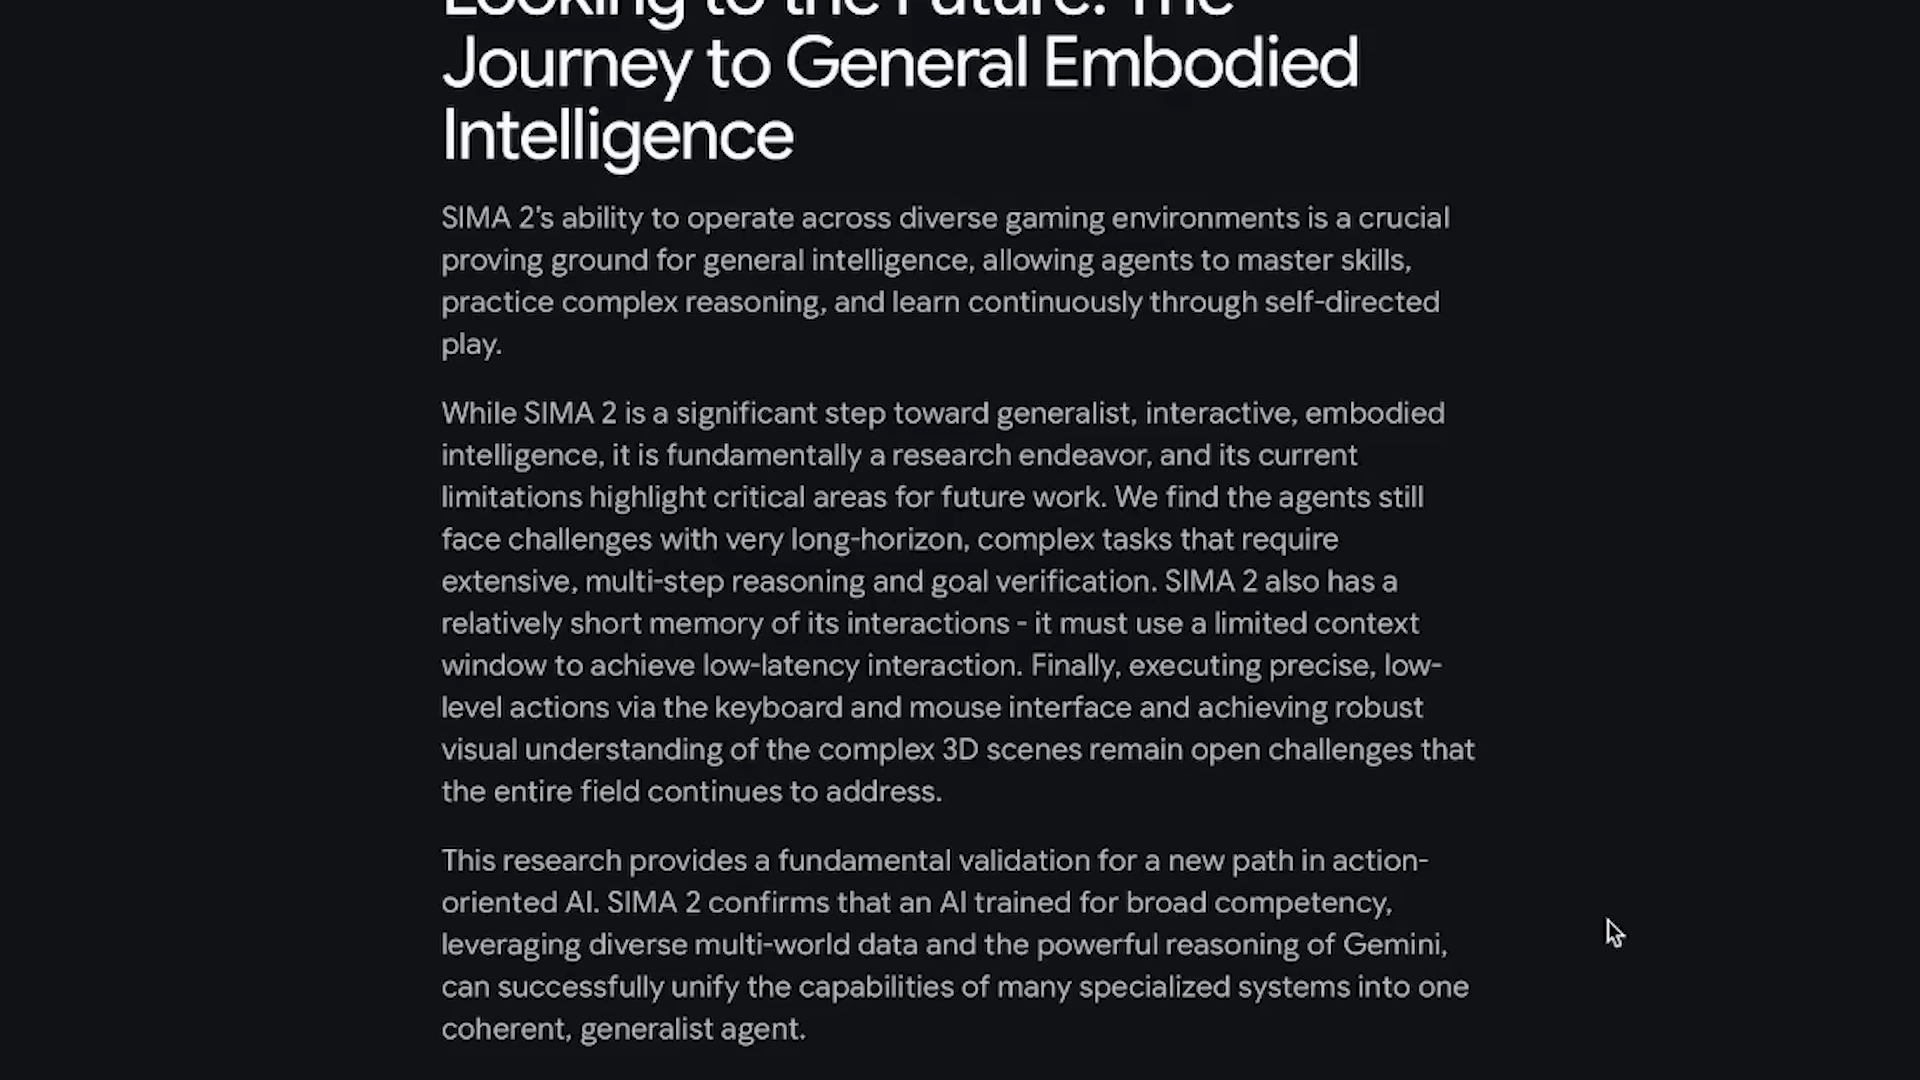 Looking to the Future: The
Journey to General Embodied
Intelligence
SIMA 2’s ability to operate across diverse gaming environments is a crucial
proving ground for general intelligence, allowing agents to master skills,
practice complex reasoning, and learn continuously through self-directed
play.
While SIMA 2 is a significant step toward generalist, interactive, embodied
intelligence, it is fundamentally a research endeavor, and its current
limitations highlight critical areas for future work. We find the agents still
face challenges with very long-horizon, complex tasks that require
extensive, multi-step reasoning and goal verification. SIMA 2 also has a
relatively short memory of its interactions - it must use a limited context
window to achieve low-latency interaction. Finally, executing precise, low-
level actions via the keyboard and mouse interface and achieving robust
visual understanding of the complex 3D scenes remain open challenges that
the entire field continues to address.
This research provides a fundamental validation for a new path in action-
oriented AI. SIMA 2 confirms that an AI trained for broad competency,
leveraging diverse multi-world data and the powerful reasoning of Gemini,
can successfully unify the capabilities of many specialized systems into one
coherent, generalist agent.